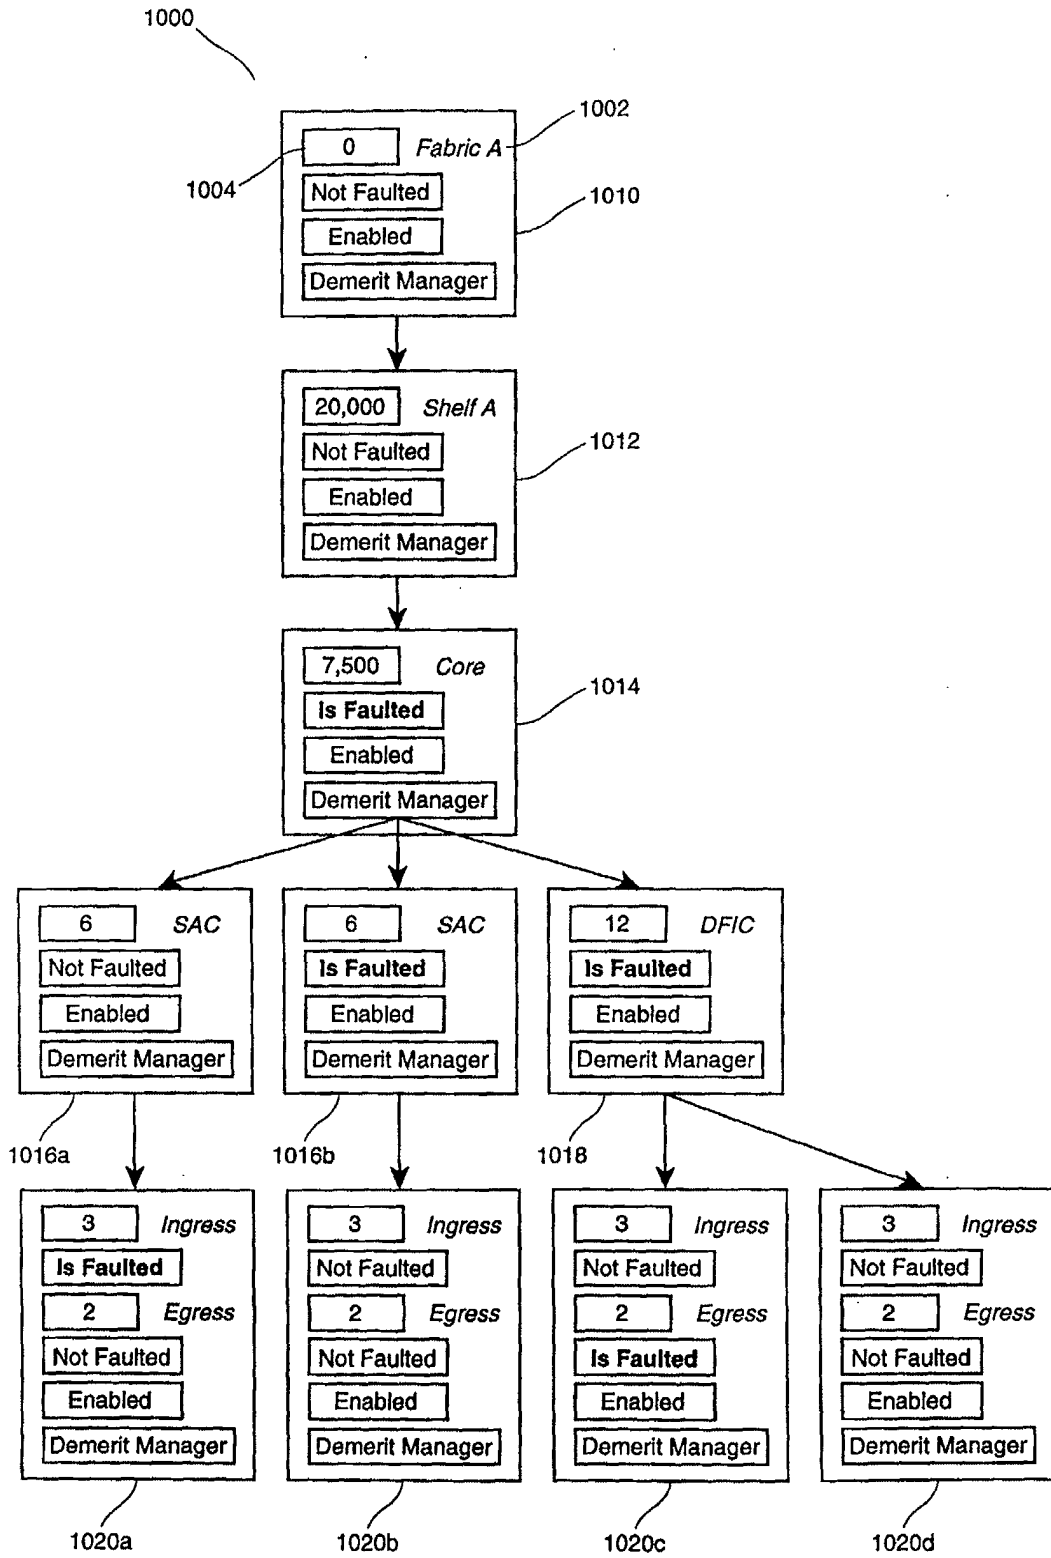 1000
1002
0 Fabric A
1004
Not Faulted
1010
Enabled
Demerit Manager
20,000 Shelf A
1012
Not Faulted
Enabled
Demerit Manager
7,500 Core
1014
Is Faulted
Enabled
Demerit Manager
6 SAC
Not Faulted
Enabled
Demerit Manager
1016a
6 SAC
Is Faulted
Enabled
Demerit Manager
1016b
12 DFIC
Is Faulted
Enabled
Demerit Manager
1018
3 Ingress
Is Faulted
2 Egress
Not Faulted
Enabled
Demerit Manager
1020a
3 Ingress
Not Faulted
2 Egress
Not Faulted
Enabled
Demerit Manager
1020b
3 Ingress
Not Faulted
2 Egress
Is Faulted
Enabled
Demerit Manager
1020c
3 Ingress
Not Faulted
2 Egress
Not Faulted
Enabled
Demerit Manager
1020d